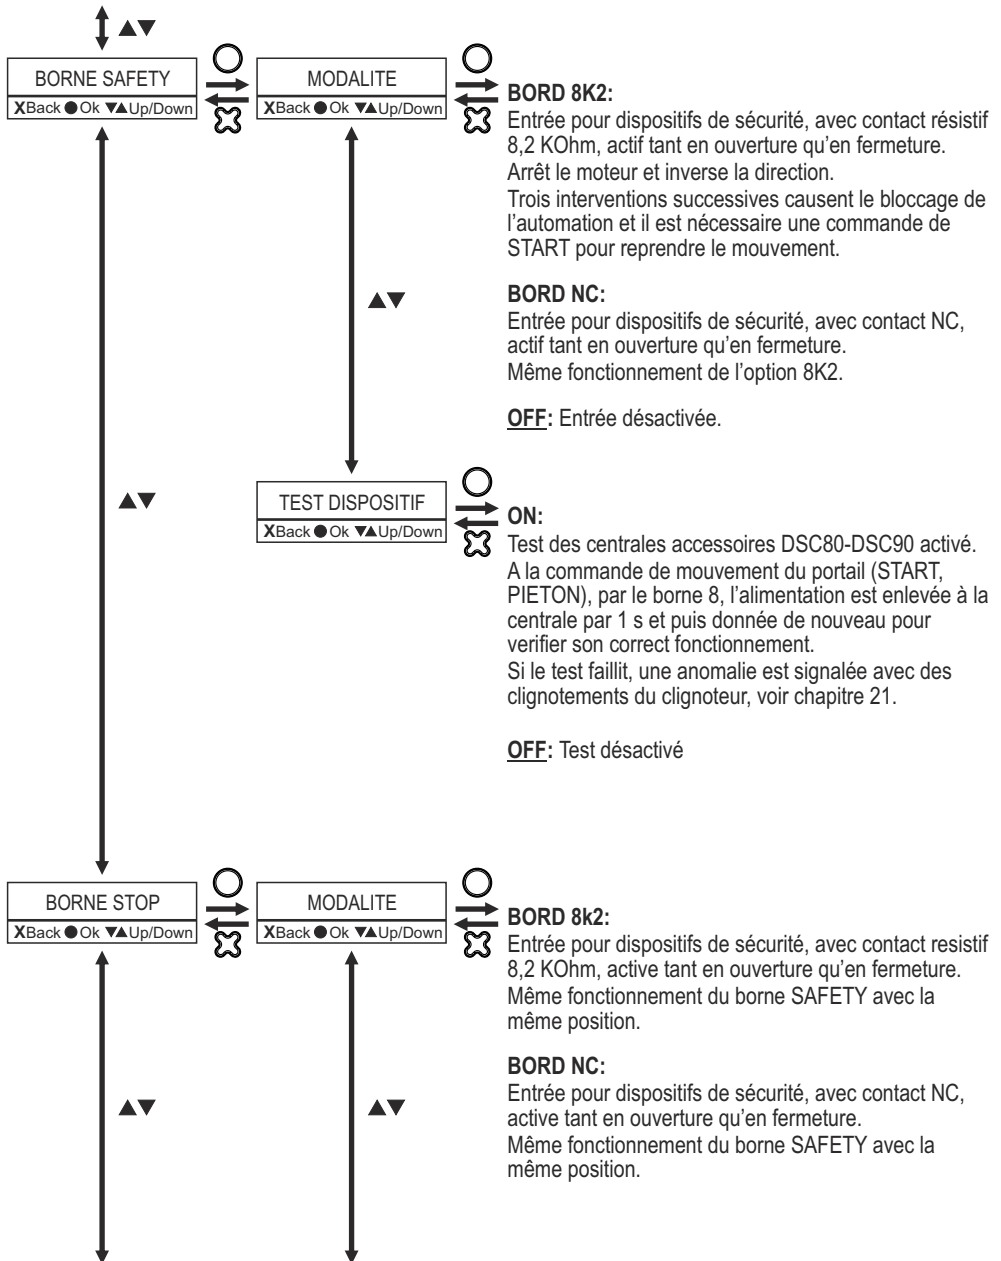 ▲▼
BORNE SAFETY
XBack ● Ok ▼▲Up/Down
MODALITE
XBack ● Ok ▼▲Up/Down
BORD 8K2:
Entrée pour dispositifs de sécurité, avec contact résistif
8,2 KOhm, actif tant en ouverture qu'en fermeture.
Arrêt le moteur et inverse la direction.
Trois interventions successives causent le bloccage de
l'automation et il est nécessaire une commande de
START pour reprendre le mouvement.
▲▼
BORD NC:
Entrée pour dispositifs de sécurité, avec contact NC,
actif tant en ouverture qu'en fermeture.
Même fonctionnement de l'option 8K2.
OFF: Entrée désactivée.
▲▼
TEST DISPOSITIF
XBack ● Ok ▼▲Up/Down
ON:
Test des centrales accessoires DSC80-DSC90 activé.
A la commande de mouvement du portail (START,
PIETON), par le borne 8, l'alimentation est enlevée à la
centrale par 1 s et puis donnée de nouveau pour
verifier son correct fonctionnement.
Si le test faillit, une anomalie est signalée avec des
clignotements du clignoteur, voir chapitre 21.
OFF: Test désactivé
BORNE STOP
XBack ● Ok ▼▲Up/Down
MODALITE
XBack ● Ok ▼▲Up/Down
BORD 8k2:
Entrée pour dispositifs de sécurité, avec contact resistif
8,2 KOhm, active tant en ouverture qu'en fermeture.
Même fonctionnement du borne SAFETY avec la
même position.
▲▼
▲▼
BORD NC:
Entrée pour dispositifs de sécurité, avec contact NC,
active tant en ouverture qu'en fermeture.
Même fonctionnement du borne SAFETY avec la
même position.